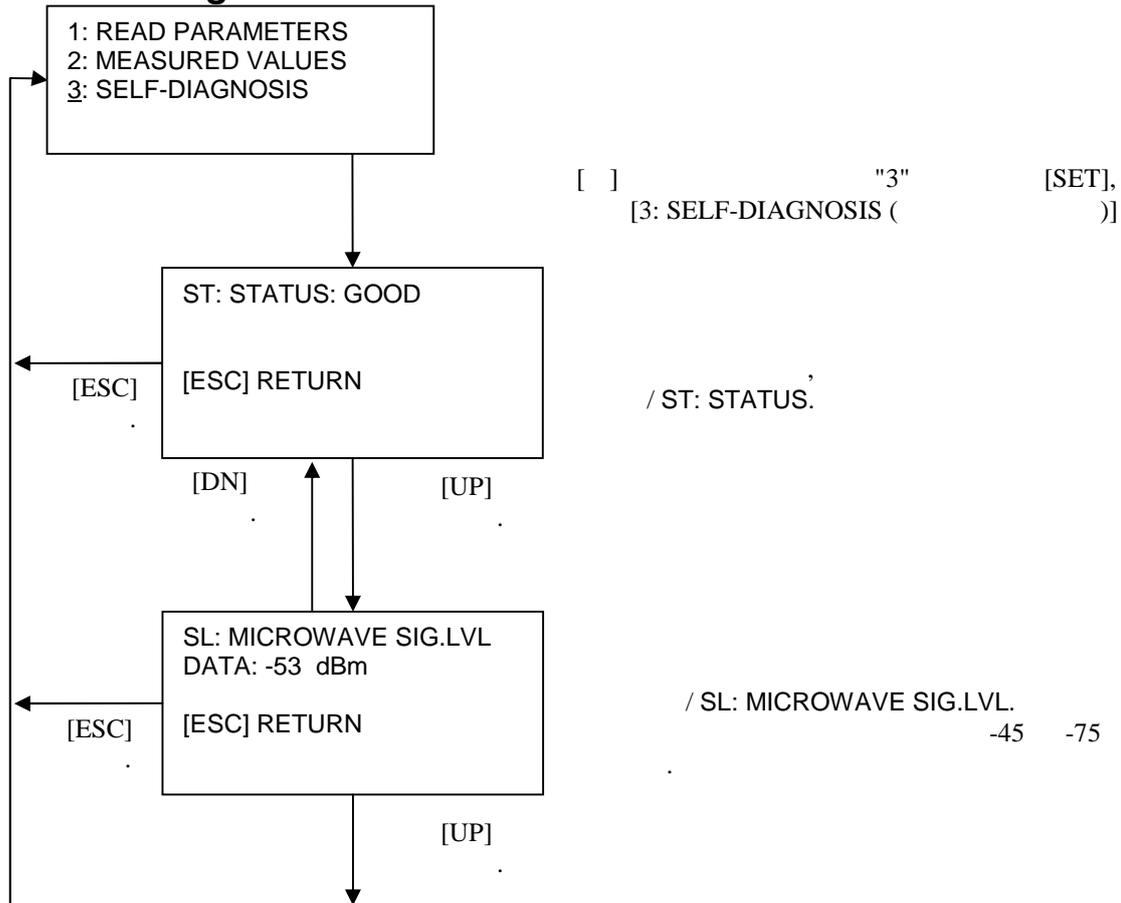 1: READ PARAMETERS
2: MEASURED VALUES
3: SELF-DIAGNOSIS
[ ] "3" [SET],
[3: SELF-DIAGNOSIS ( )]
ST: STATUS: GOOD
[ESC] RETURN
[ESC]
.
,
/ ST: STATUS.
[DN]
.
[UP]
.
SL: MICROWAVE SIG.LVL
DATA: -53 dBm
[ESC] RETURN
[ESC]
.
/ SL: MICROWAVE SIG.LVL.
-45 -75
.
[UP]
.